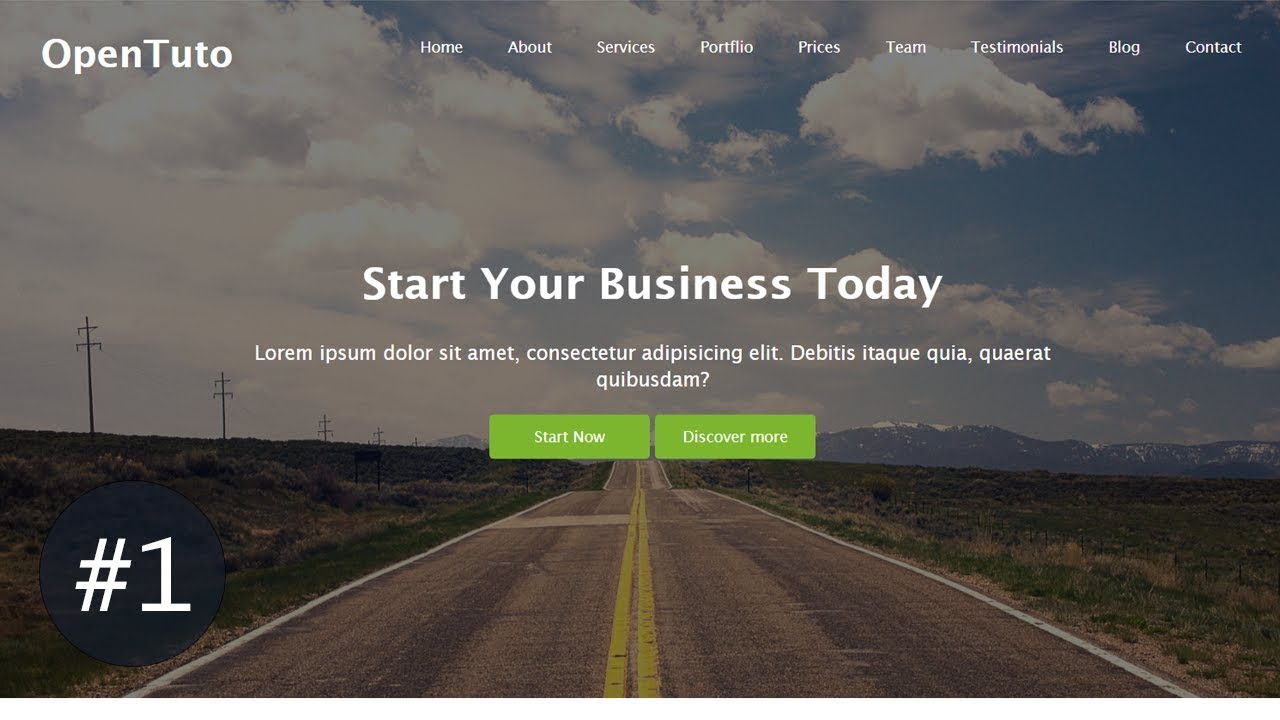 OpenTuto
Home About Services Portflio Prices Team Testimonials Blog Contact
Start Your Business Today
Lorem ipsum dolor sit amet, consectetur adipisicing elit. Debitis itaque quia, quaerat
quibusdam?
Start Now Discover more
#1